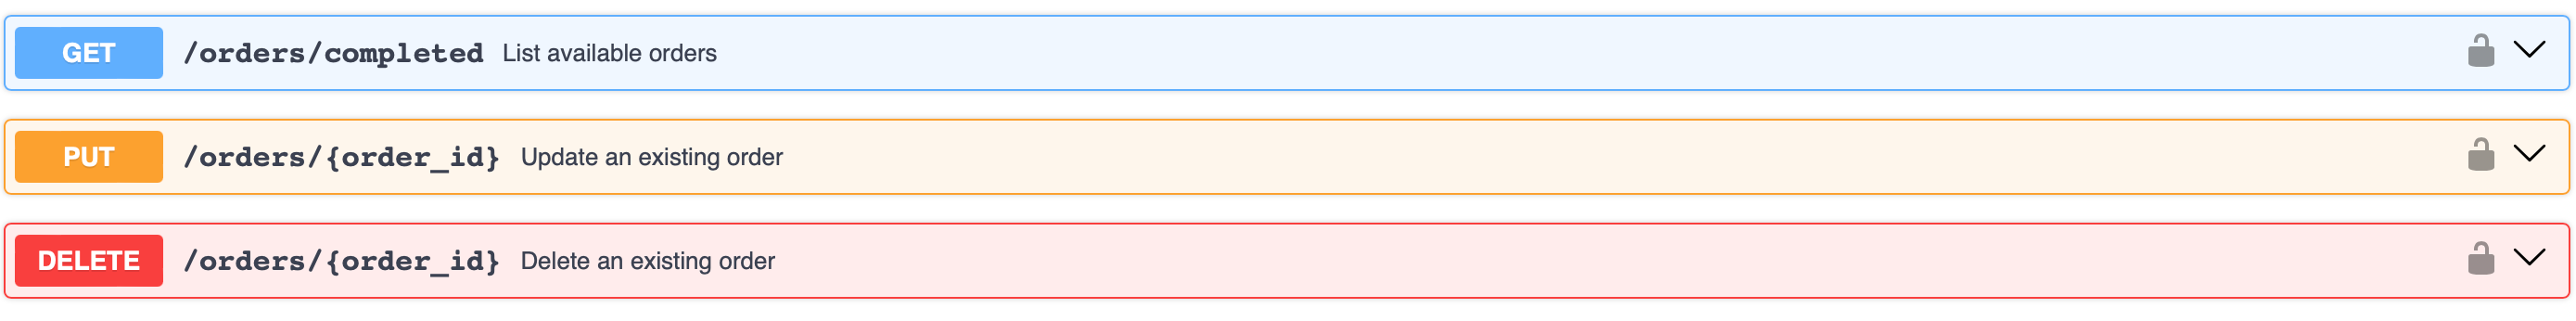 GET /orders/completed List available orders
PUT /orders/{order_id} Update an existing order
DELETE /orders/{order_id} Delete an existing order